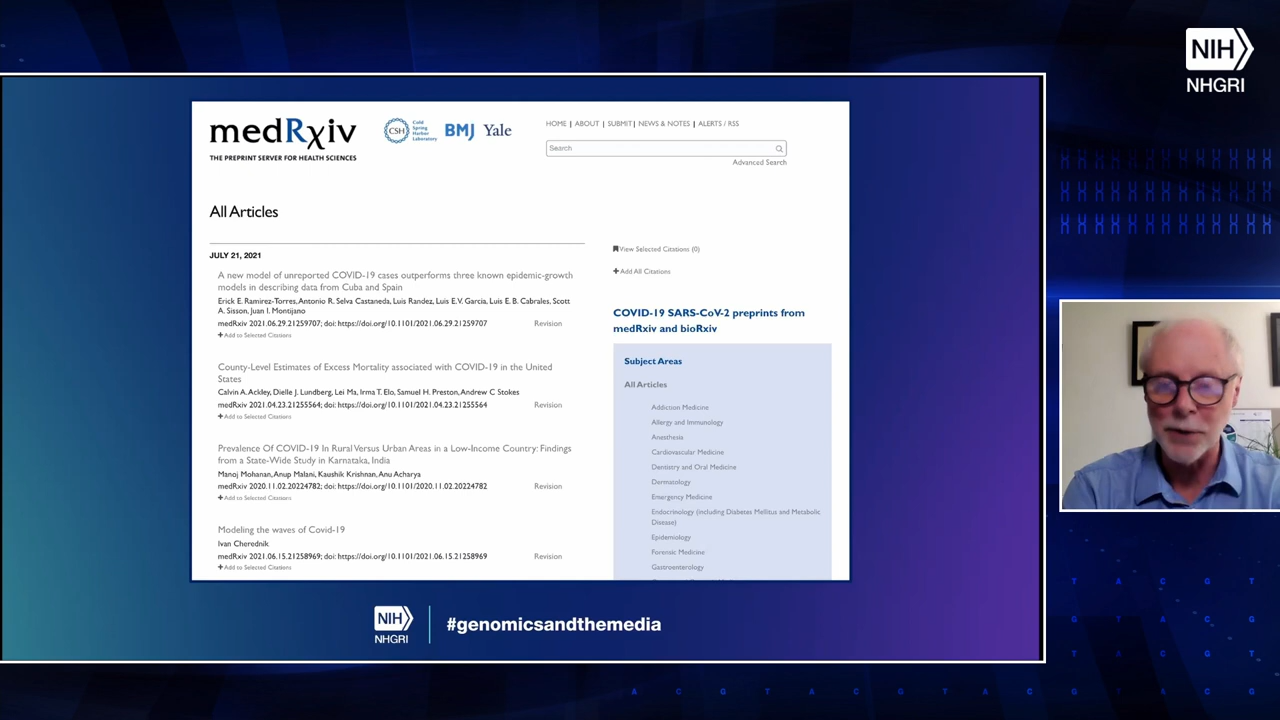 NIH
NHGRI
medRxiv
THE PREPRINT SERVER FOR HEALTH SCIENCES
CSH
Cold
Spring
Harbor
Laboratory
BMJ
Yale
HOME | ABOUT | SUBMIT | NEWS & NOTES | ALERTS / RSS
Search
Advanced Search
All Articles
JULY 21, 2021
A new model of unreported COVID-19 cases outperforms three known epidemic-growth
models in describing data from Cuba and Spain
Erick E. Ramirez-Torres, Antonio R. Selva Castaneda, Luis Randez, Luis E.V. Garcia, Luis E. B. Cabrales, Scott
A. Sisson, Juan I. Montijano
medRxiv 2021.06.29.21259707; doi: https://doi.org/10.1101/2021.06.29.21259707 Revision
Add to Selected Citations
County-Level Estimates of Excess Mortality associated with COVID-19 in the United
States
Calvin A. Ackley, Dielle J. Lundberg, Lei Ma, Irma T. Elo, Samuel H. Preston, Andrew C Stokes
medRxiv 2021.04.23.21255564; doi: https://doi.org/10.1101/2021.04.23.21255564 Revision
Add to Selected Citations
Prevalence Of COVID-19 In Rural Versus Urban Areas in a Low-Income Country: Findings
from a State-Wide Study in Karnataka, India
Manoj Mohanan, Anup Malani, Kaushik Krishnan, Anu Acharya
medRxiv 2020.11.02.20224782; doi: https://doi.org/10.1101/2020.11.02.20224782 Revision
Add to Selected Citations
Modeling the waves of Covid-19
Ivan Cherednik
medRxiv 2021.06.15.21258969; doi: https://doi.org/10.1101/2021.06.15.21258969 Revision
Add to Selected Citations
View Selected Citations (0)
Add All Citations
COVID-19 SARS-CoV-2 preprints from
medRxiv and bioRxiv
Subject Areas
All Articles
Addiction Medicine
Allergy and Immunology
Anesthesia
Cardiovascular Medicine
Dentistry and Oral Medicine
Dermatology
Emergency Medicine
Endocrinology (including Diabetes Mellitus and Metabolic
Disease)
Epidemiology
Forensic Medicine
Gastroenterology
NIH
NHGRI
#genomicsandthemedia
T A C G T
T A C G T
T A C G T
A C G T A C G T A C G T A C G